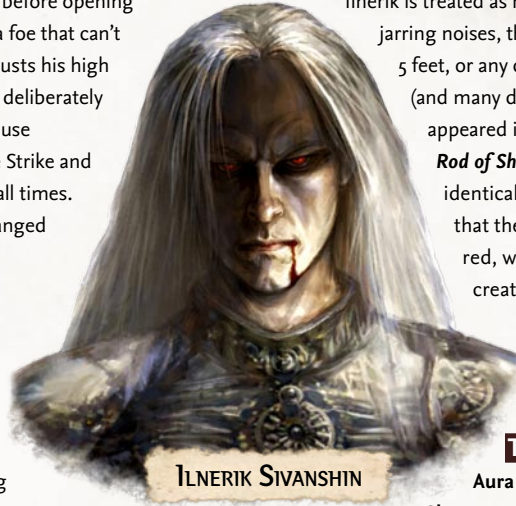 before opening
a foe that can't
usts his high
deliberately
use
Strike and
all times.
nged
g
ilnerik is treated as
jarring noises, th
5 feet, or any
(and many d
appeared i
Rod of Sh
identical
that the
red, w
creat
Aura
ILNERIK SIVANSHIN